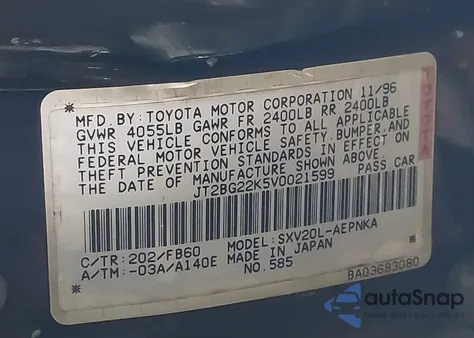 MFD.BY: TOYOTA MOTOR CORPORATION 11/96
GVWR 4055LB GAWR FR 2400LB RR 2400LB
THIS VEHICLE CONFORMS TO ALL APPLICABLE
FEDERAL MOTOR VEHICLE SAFETY,BUMPER,AND
THEFT PREVENTION STANDARDS IN EFFECT ON
THE DATE OF MANUFACTURE SHOWN ABOVE.
JT2BG22K5V0021599 PASS CAR
C/TR: 202/FB60 MODEL: SXV20L-AEPNKA
A/TM: -03A/A140E MADE IN JAPAN
NO.585 BA03683080
TOYOTA
autoSnap